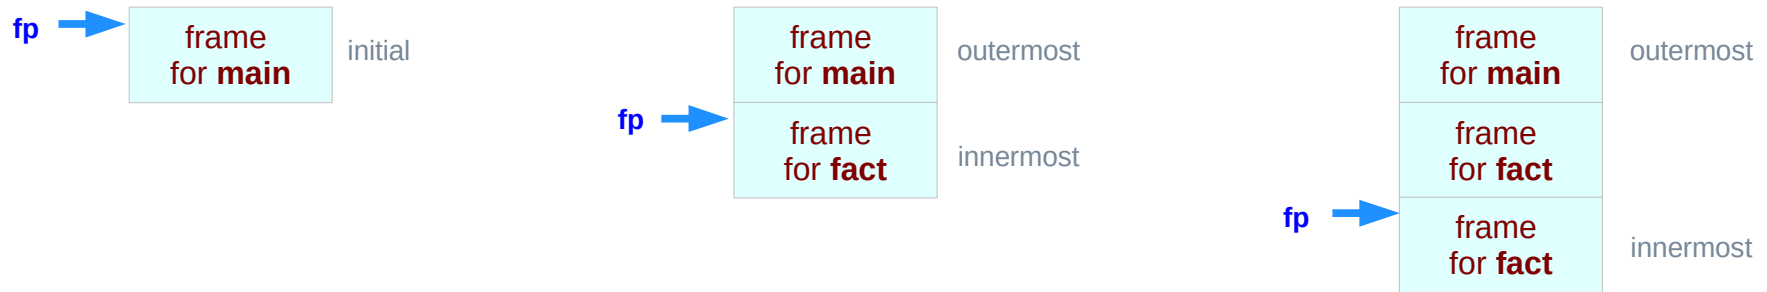 fp
frame
for main
initial
frame
for main
outermost
fp
frame
for fact
innermost
frame
for main
outermost
frame
for fact
fp
frame
for fact
innermost